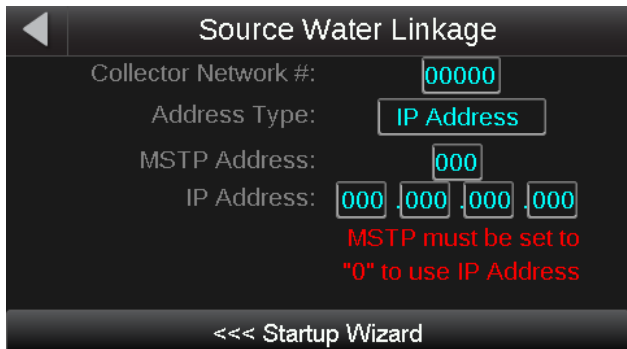 Source Water Linkage
Collector Network #: 00000
Address Type: IP Address
MSTP Address: 000
IP Address: 000 .000 .000 .000
MSTP must be set to
"0" to use IP Address
<<< Startup Wizard